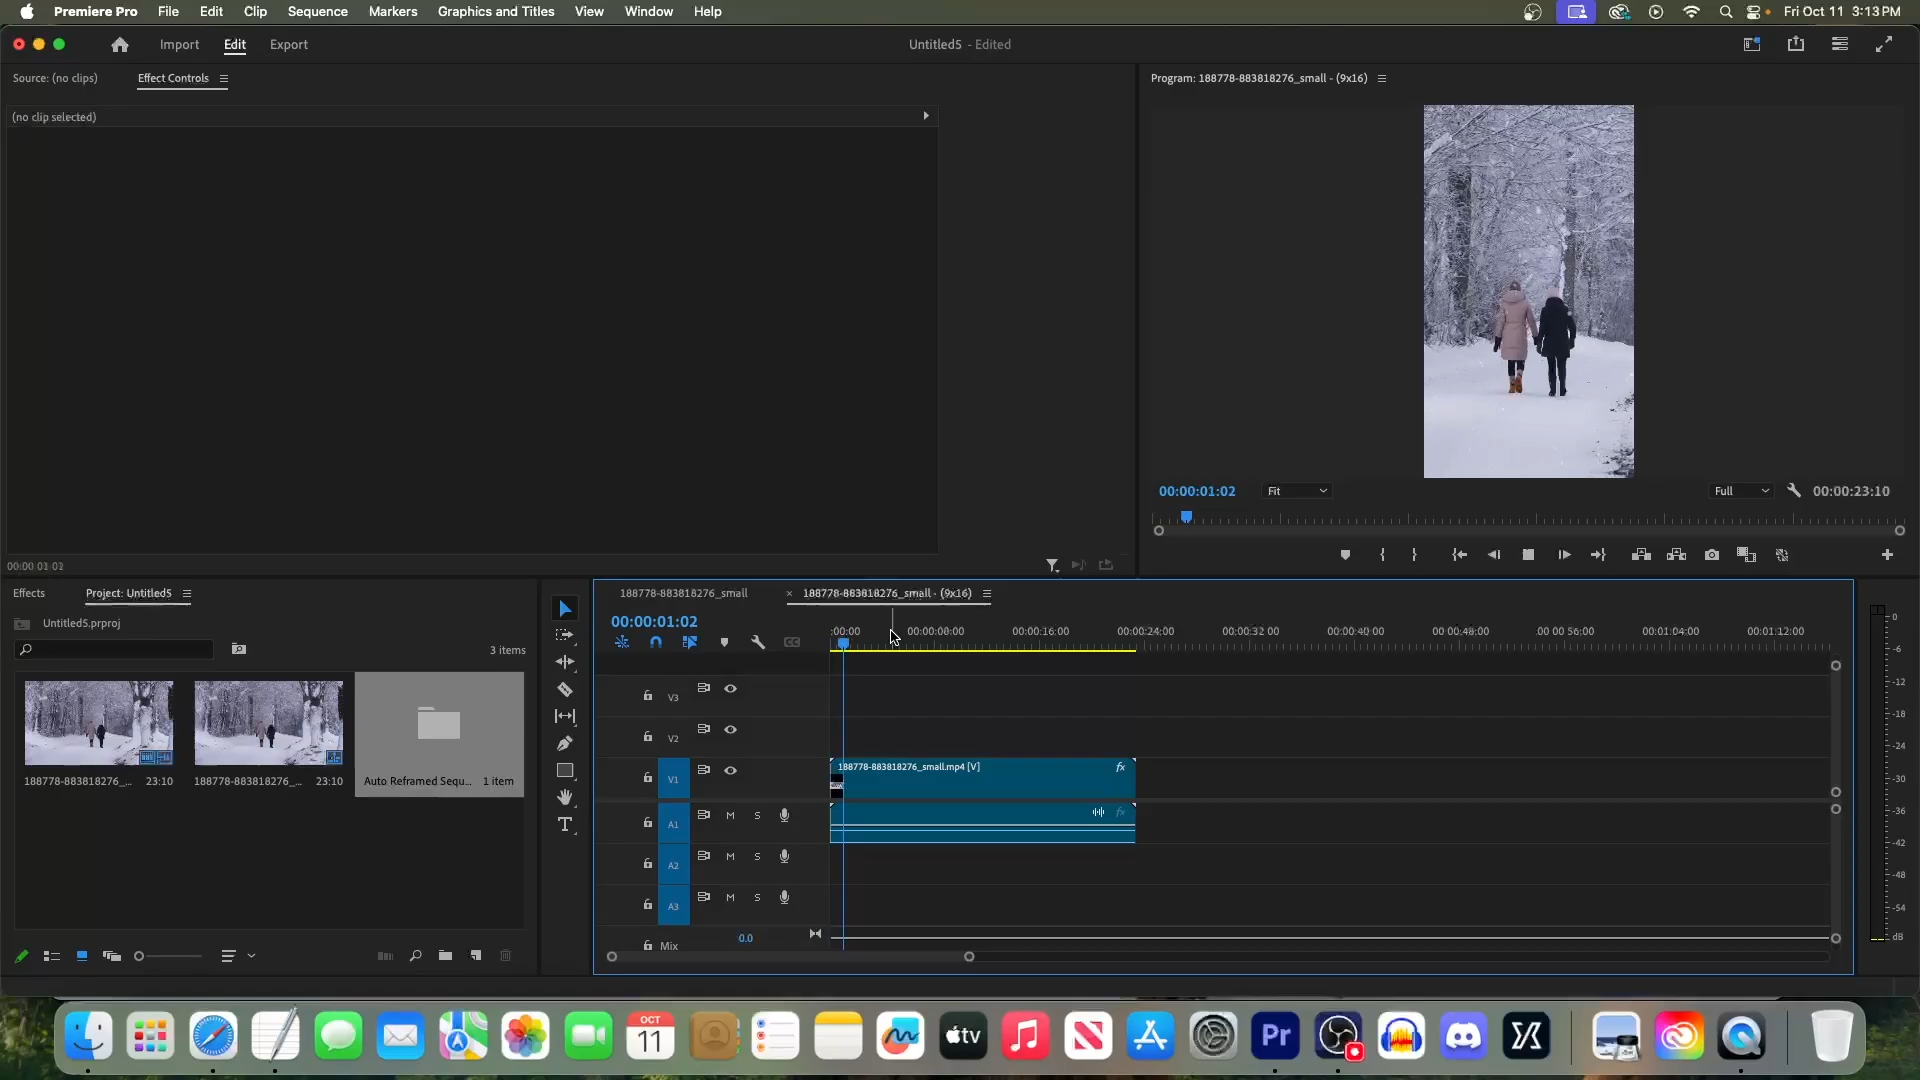 Premiere Pro File Edit Clip Sequence Markers Graphics and Titles View Window Help Fri Oct 11 3:13 PM
Import Edit Export Untitled5 - Edited
Source: (no clips) Effect Controls Program: 188778-883818276_small - (9x16)
(no clip selected)
00:00:01:02 Fit Full 00:00:23:10
00:00:01:02
Effects Project: Untitled5 188778-883818276_small × 188778-883818276_small - (9x16)
Untitled5.prproj 00:00:01:02
:00:00 00:00:08:00 00:00:16:00 00:00:24:00 00:00:32:00 00:00:40:00 00:00:48:00 00:00:56:00 00:01:04:00 00:01:12:00
3 items
V3
V2
188778-883818276_... 23:10 188778-883818276_... 23:10 Auto Reframed Sequ... 1 item
V1 188778-883818276_small.mp4 [V] fx
A1 M S fx
A2 M S
A3 M S
Mix 0.0
0
-6
-12
-18
-24
-30
-36
-42
-48
-54
dB
OCT
11
tv
Pr